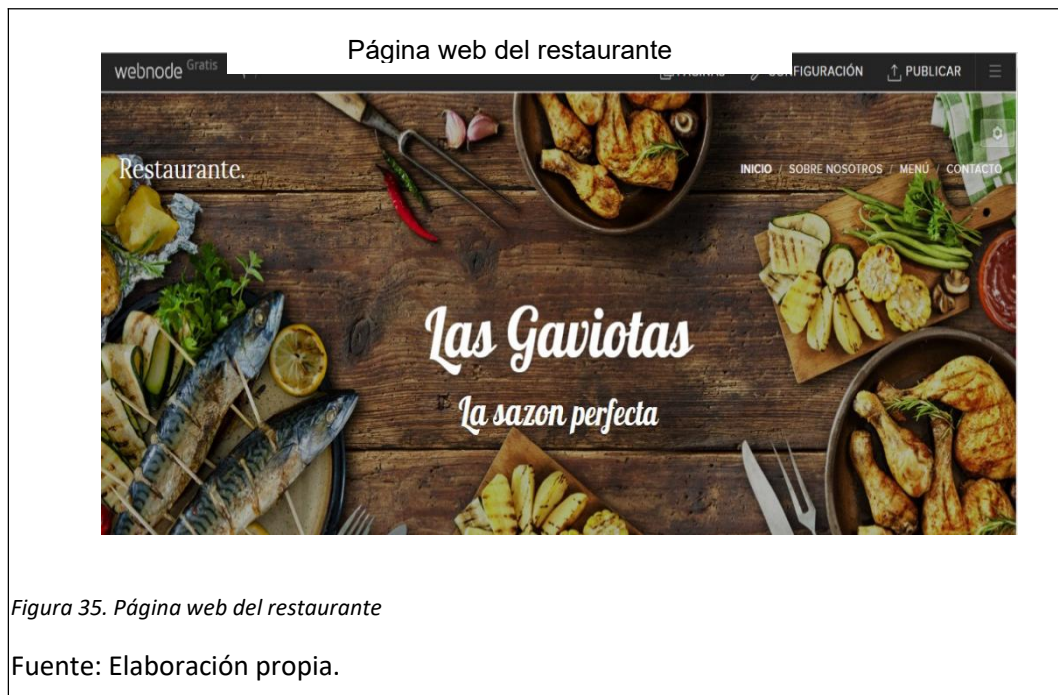 Página web del restaurante
webnode Gratis
PÁGINAS CONFIGURACIÓN PUBLICAR
Restaurante.
INICIO / SOBRE NOSOTROS / MENÚ / CONTACTO
Las Gaviotas
La sazon perfecta
Figura 35. Página web del restaurante
Fuente: Elaboración propia.